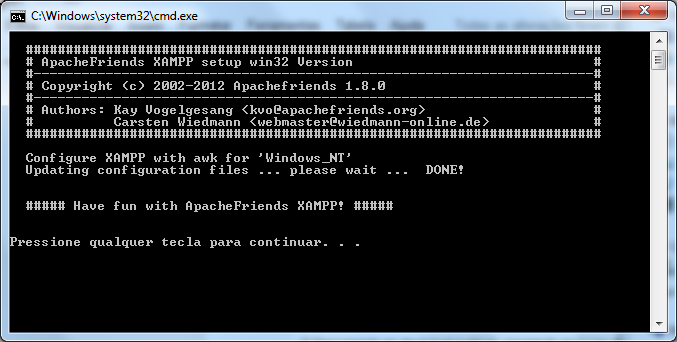 C:\Windows\system32\cmd.exe
########################################################################
# ApacheFriends XAMPP setup win32 Version                              #
#----------------------------------------------------------------------#
# Copyright (c) 2002-2012 Apachefriends 1.8.0                          #
#----------------------------------------------------------------------#
# Authors: Kay Vogelgesang <kvo@apachefriends.org>                     #
#          Carsten Wiedmann <webmaster@wiedmann-online.de>             #
########################################################################
Configure XAMPP with awk for 'Windows_NT'
Updating configuration files ... please wait ...  DONE!
##### Have fun with ApacheFriends XAMPP! #####
Pressione qualquer tecla para continuar. . .